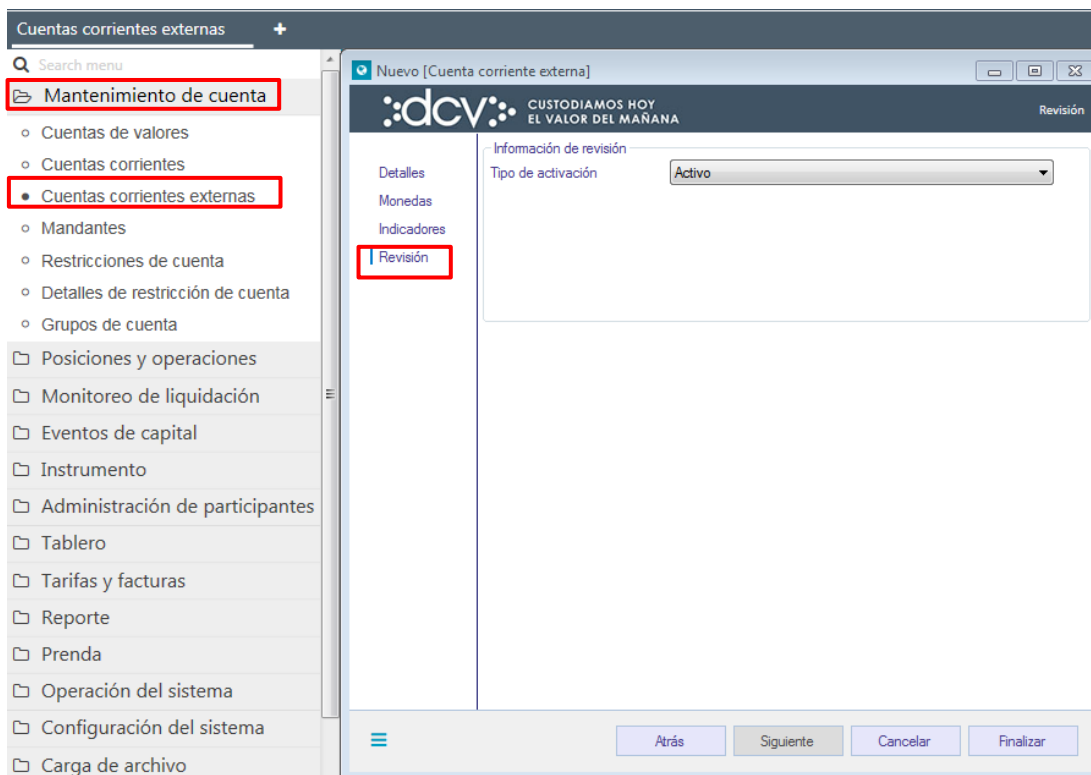 Cuentas corrientes externas +
Search menu
Mantenimiento de cuenta
Cuentas de valores
Cuentas corrientes
Cuentas corrientes externas
Mandantes
Restricciones de cuenta
Detalles de restricción de cuenta
Grupos de cuenta
Posiciones y operaciones
Monitoreo de liquidación
Eventos de capital
Instrumento
Administración de participantes
Tablero
Tarifas y facturas
Reporte
Prenda
Operación del sistema
Configuración del sistema
Carga de archivo
Nuevo [Cuenta corriente externa]
dcv CUSTODIAMOS HOY
EL VALOR DEL MAÑANA
Revisión
Detalles
Monedas
Indicadores
Revisión
Información de revisión
Tipo de activación Activo
Atrás Siguiente Cancelar Finalizar